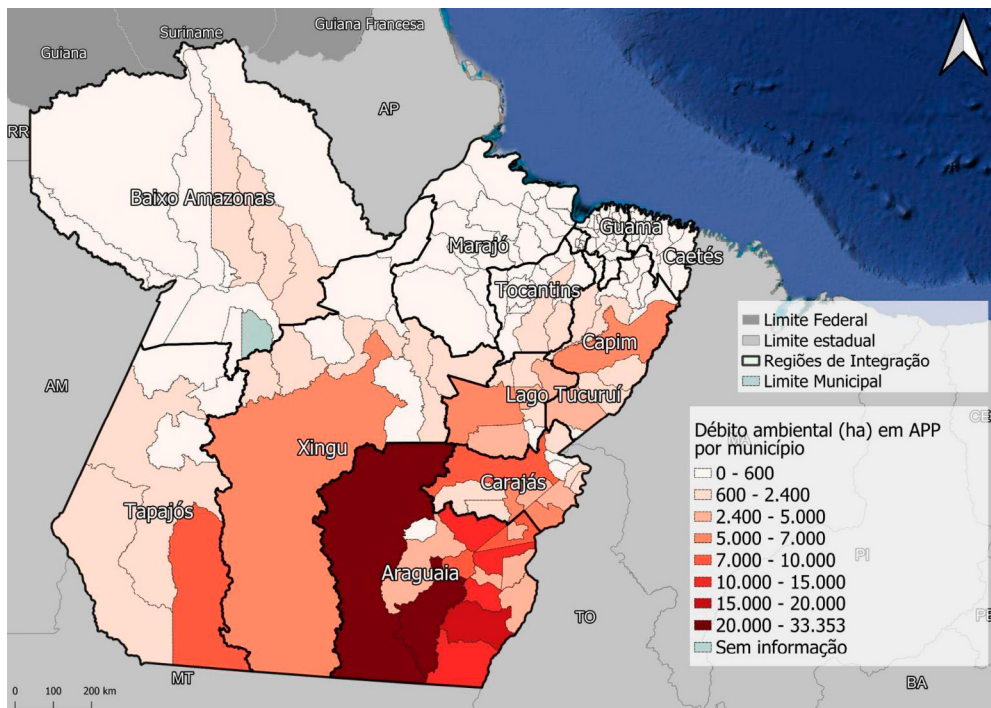 Suriname
Guiana Francesa
Guiana
AP
RR
Baixo Amazonas
Marajó
Guamá
Caetés
Tocantins
Capim
AM
Lago Tucuruí
Xingu
Carajás
Tapajós
Araguaia
TO
MT
MA
CE
PI
PE
BA
Limite Federal
Limite estadual
Regiões de Integração
Limite Municipal
Débito ambiental (ha) em APP
por município
0 - 600
600 - 2.400
2.400 - 5.000
5.000 - 7.000
7.000 - 10.000
10.000 - 15.000
15.000 - 20.000
20.000 - 33.353
Sem informação
0 100 200 km